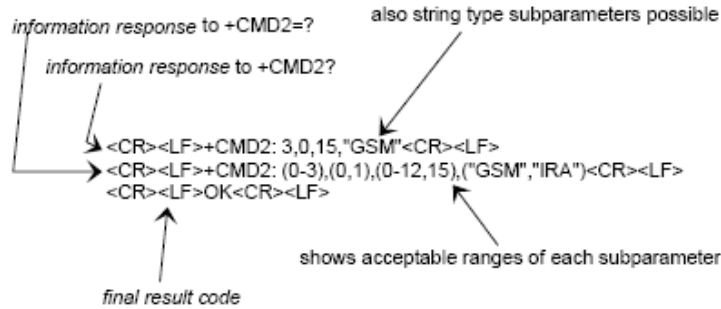 also string type subparameters possible
information response to +CMD2=?
information response to +CMD2?
<CR><LF>+CMD2: 3,0,15,"GSM"<CR><LF>
<CR><LF>+CMD2: (0-3),(0,1),(0-12,15),("GSM","IRA")<CR><LF>
<CR><LF>OK<CR><LF>
shows acceptable ranges of each subparameter
final result code